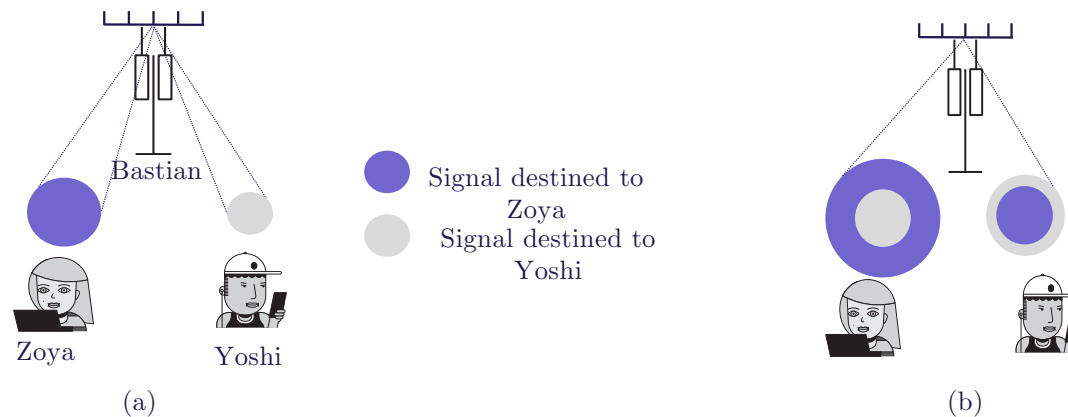 Bastian
Signal destined to
Zoya
Signal destined to
Yoshi
Zoya
Yoshi
(a)
(b)